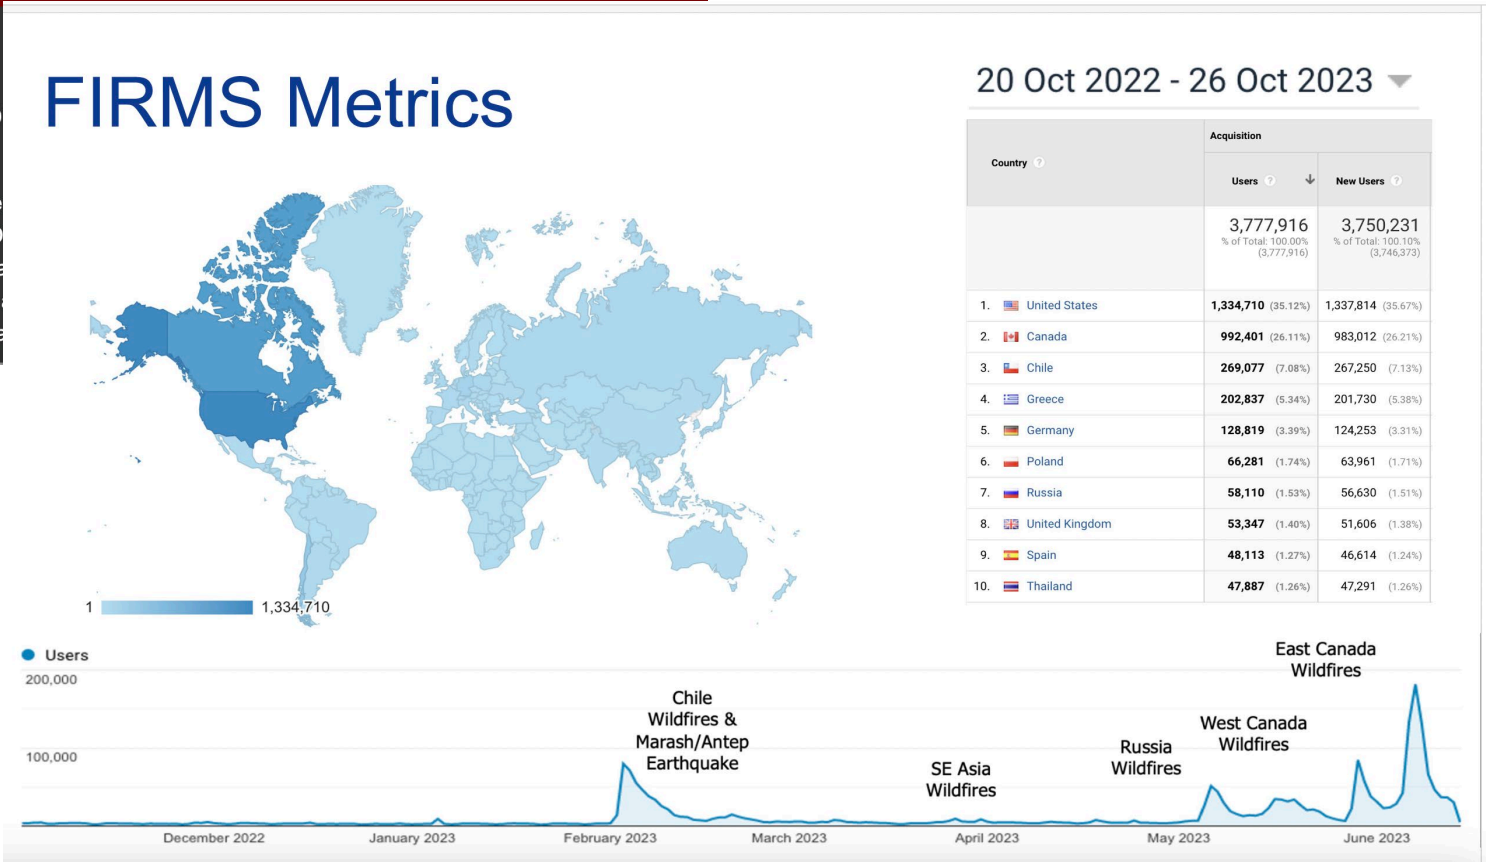 FIRMS Metrics
20 Oct 2022 - 26 Oct 2023
Country ?
Acquisition
Users ?
New Users ?
3,777,916
% of Total: 100.00%
(3,777,916)
3,750,231
% of Total: 100.10%
(3,746,373)
1. United States 1,334,710 (35.12%) 1,337,814 (35.67%)
2. Canada 992,401 (26.11%) 983,012 (26.21%)
3. Chile 269,077 (7.08%) 267,250 (7.13%)
4. Greece 202,837 (5.34%) 201,730 (5.38%)
5. Germany 128,819 (3.39%) 124,253 (3.31%)
6. Poland 66,281 (1.74%) 63,961 (1.71%)
7. Russia 58,110 (1.53%) 56,630 (1.51%)
8. United Kingdom 53,347 (1.40%) 51,606 (1.38%)
9. Spain 48,113 (1.27%) 46,614 (1.24%)
10. Thailand 47,887 (1.26%) 47,291 (1.26%)
1 1,334,710
Users
200,000
100,000
Chile
Wildfires &
Marash/Antep
Earthquake
SE Asia
Wildfires
Russia
Wildfires
West Canada
Wildfires
East Canada
Wildfires
December 2022
January 2023
February 2023
March 2023
April 2023
May 2023
June 2023